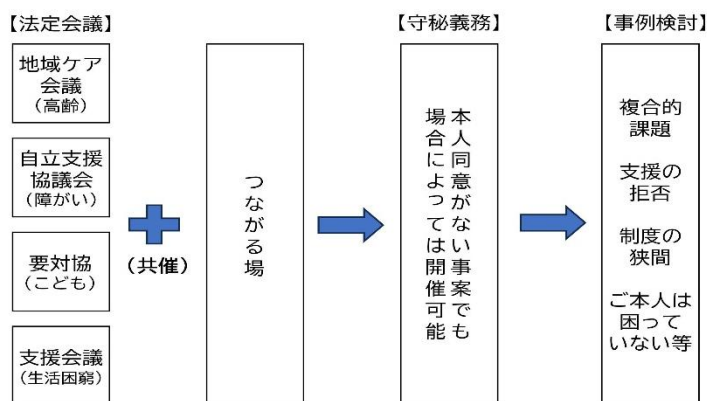 【法定会議】
地域ケア
会議
（高齢）
自立支援
協議会
（障がい）
要対協
（こども）
支援会議
（生活困窮）
（共催）
つながる場
【守秘義務】
本人同意がない事案でも
場合によっては開催可能
【事例検討】
複合的
課題
支援の
拒否
制度の
狭間
ご本人は
困って
いない等